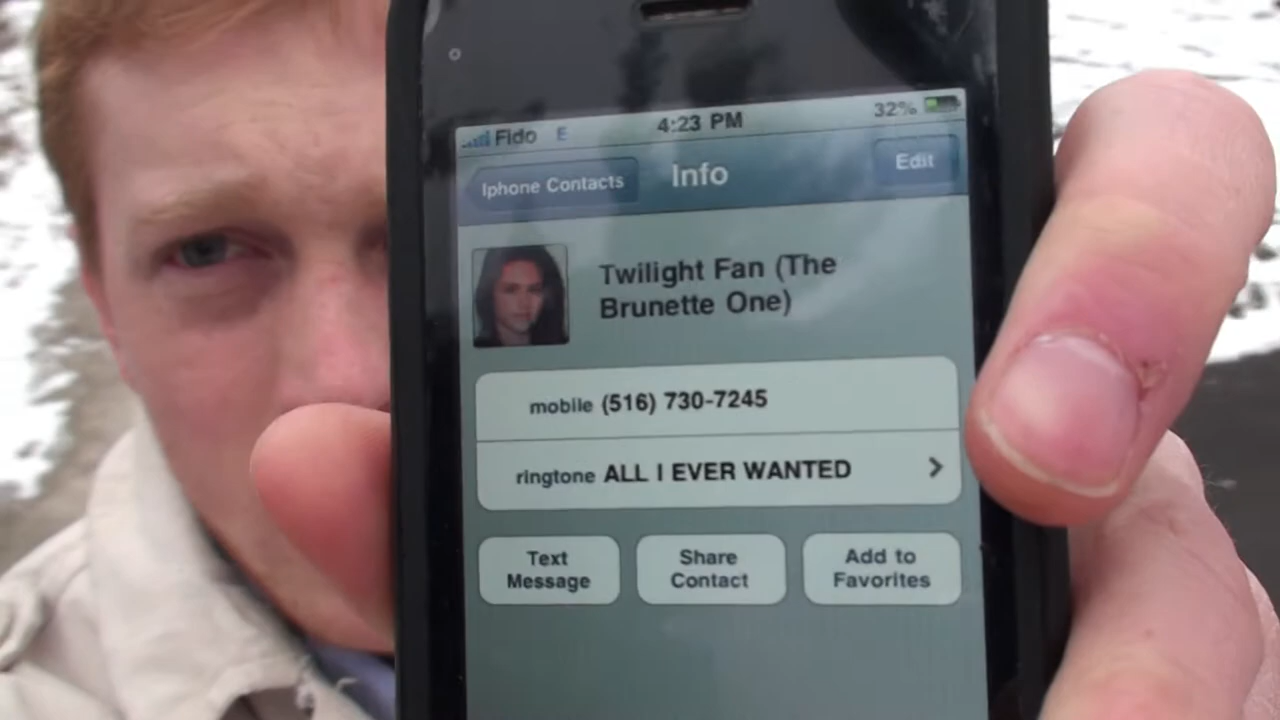 Fido E 4:23 PM 32%
Iphone Contacts Info Edit
Twilight Fan (The
Brunette One)
mobile (516) 730-7245
ringtone ALL I EVER WANTED
Text
Message
Share
Contact
Add to
Favorites